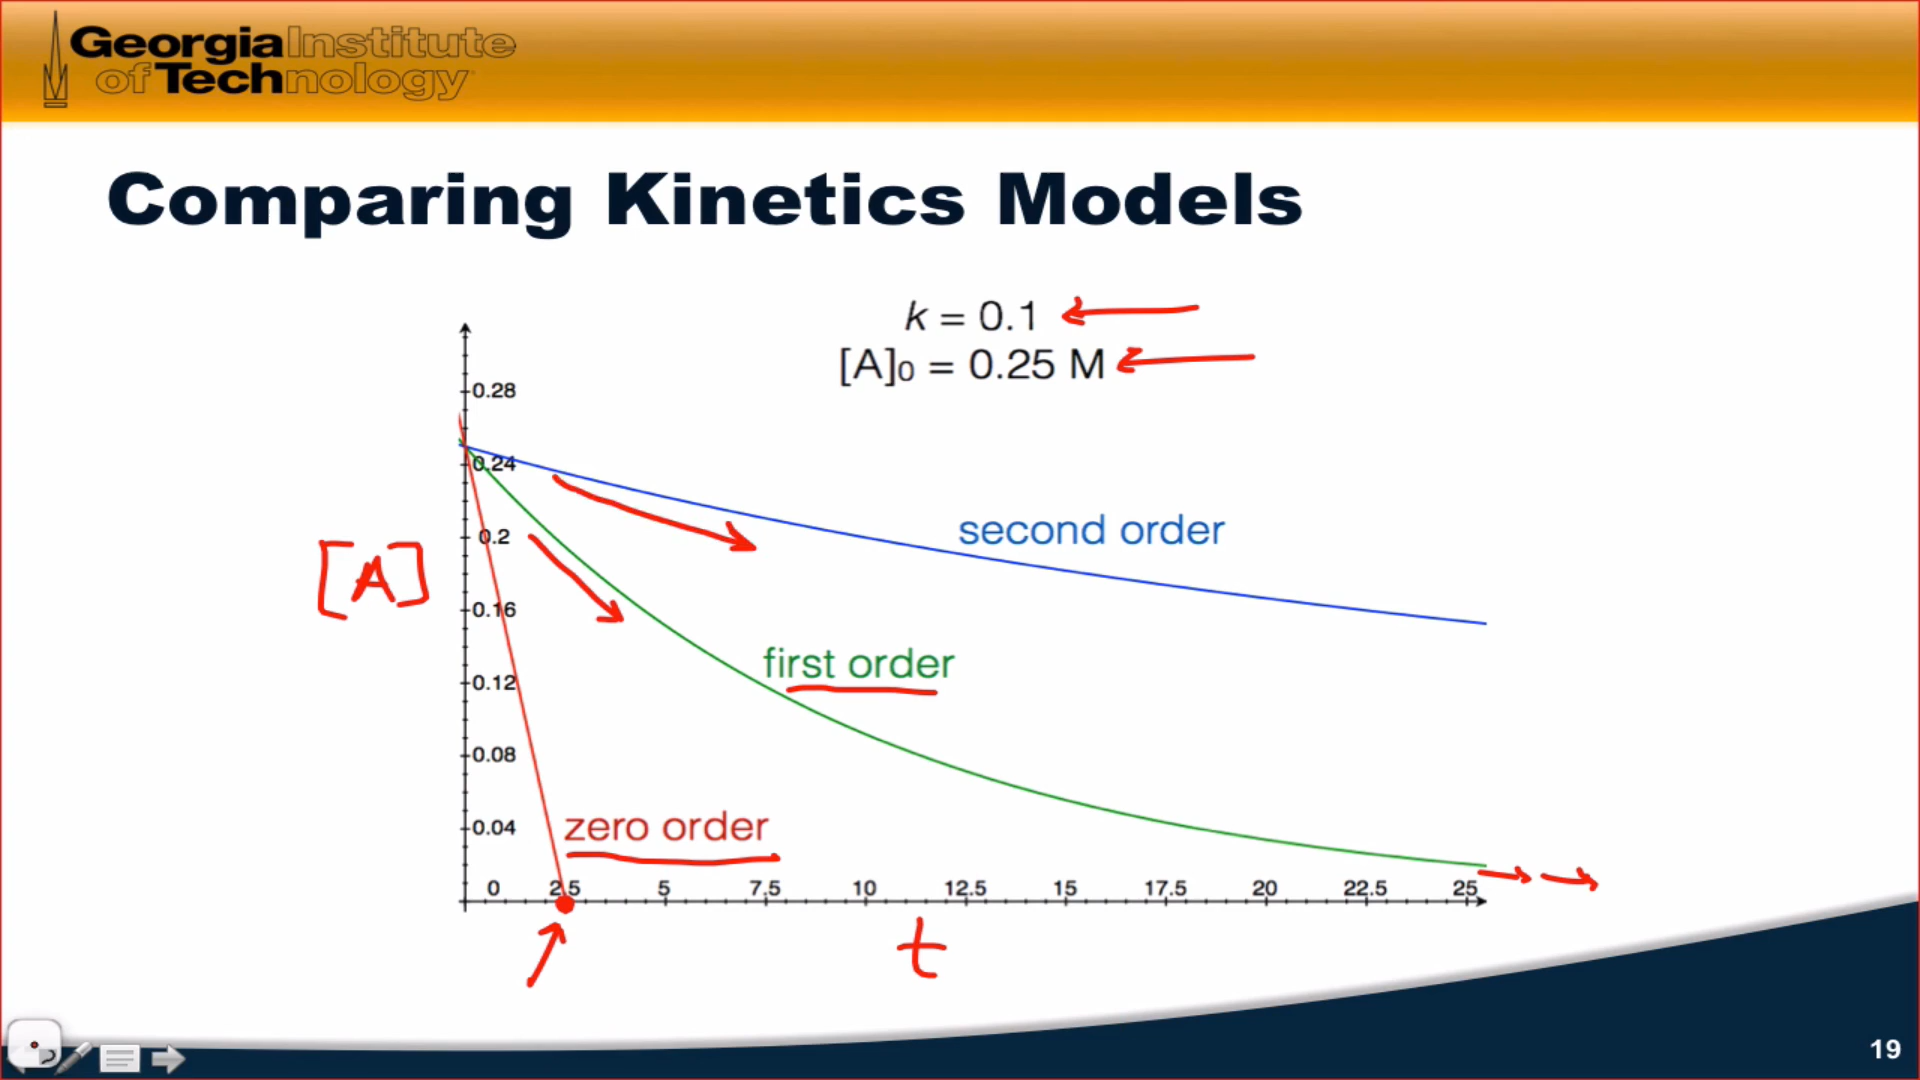 Georgia Institute
of Technology
Comparing Kinetics Models
k = 0.1
[A]₀ = 0.25 M
0.28
0.24
0.2
0.16
0.12
0.08
0.04
[A]
second order
first order
zero order
0 2.5 5 7.5 10 12.5 15 17.5 20 22.5 25
t
19